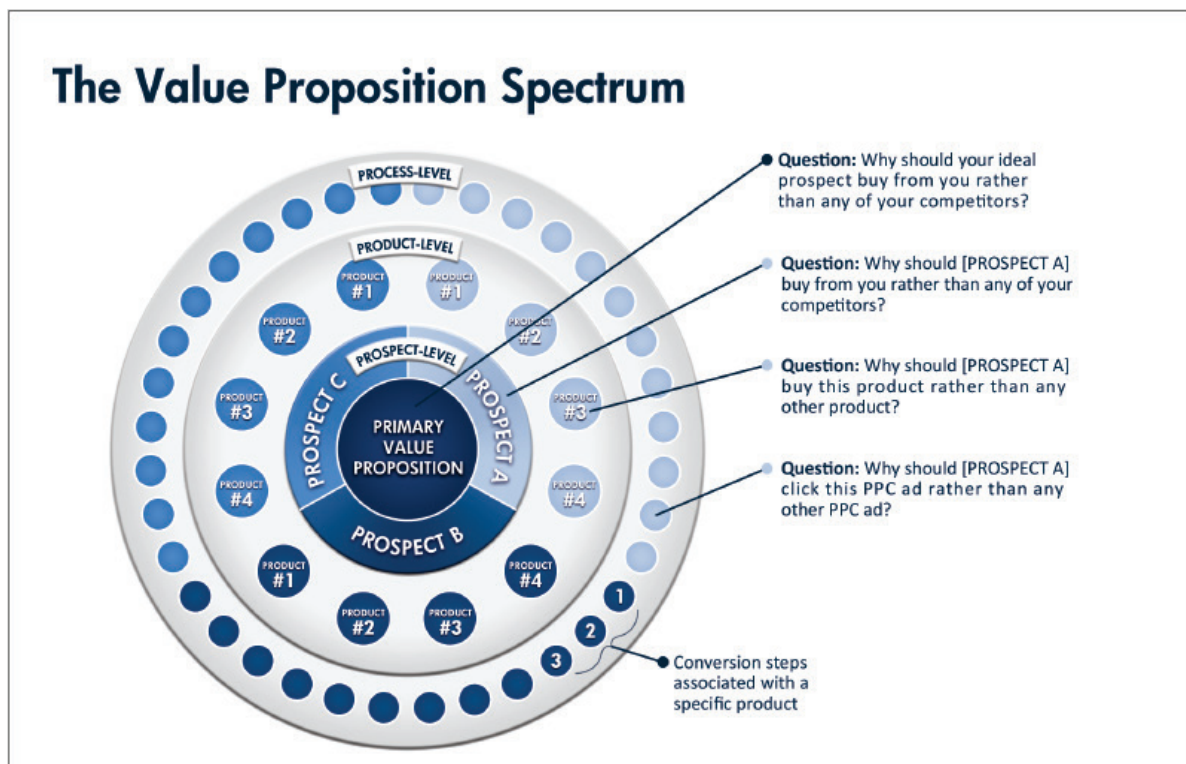 The Value Proposition Spectrum
PROCESS-LEVEL
PRODUCT-LEVEL
PRODUCT
#1
PRODUCT
#1
PRODUCT
#2
PRODUCT
#2
PROSPECT-LEVEL
PRODUCT
#3
PRODUCT
#3
PROSPECT C
PRIMARY
VALUE
PROPOSITION
PROSPECT A
PRODUCT
#4
PRODUCT
#4
PROSPECT B
PRODUCT
#1
PRODUCT
#4
PRODUCT
#2
PRODUCT
#3
1
2
3
Question: Why should your ideal
prospect buy from you rather
than any of your competitors?
Question: Why should [PROSPECT A]
buy from you rather than any of your
competitors?
Question: Why should [PROSPECT A]
buy this product rather than any
other product?
Question: Why should [PROSPECT A]
click this PPC ad rather than any
other PPC ad?
Conversion steps
associated with a
specific product